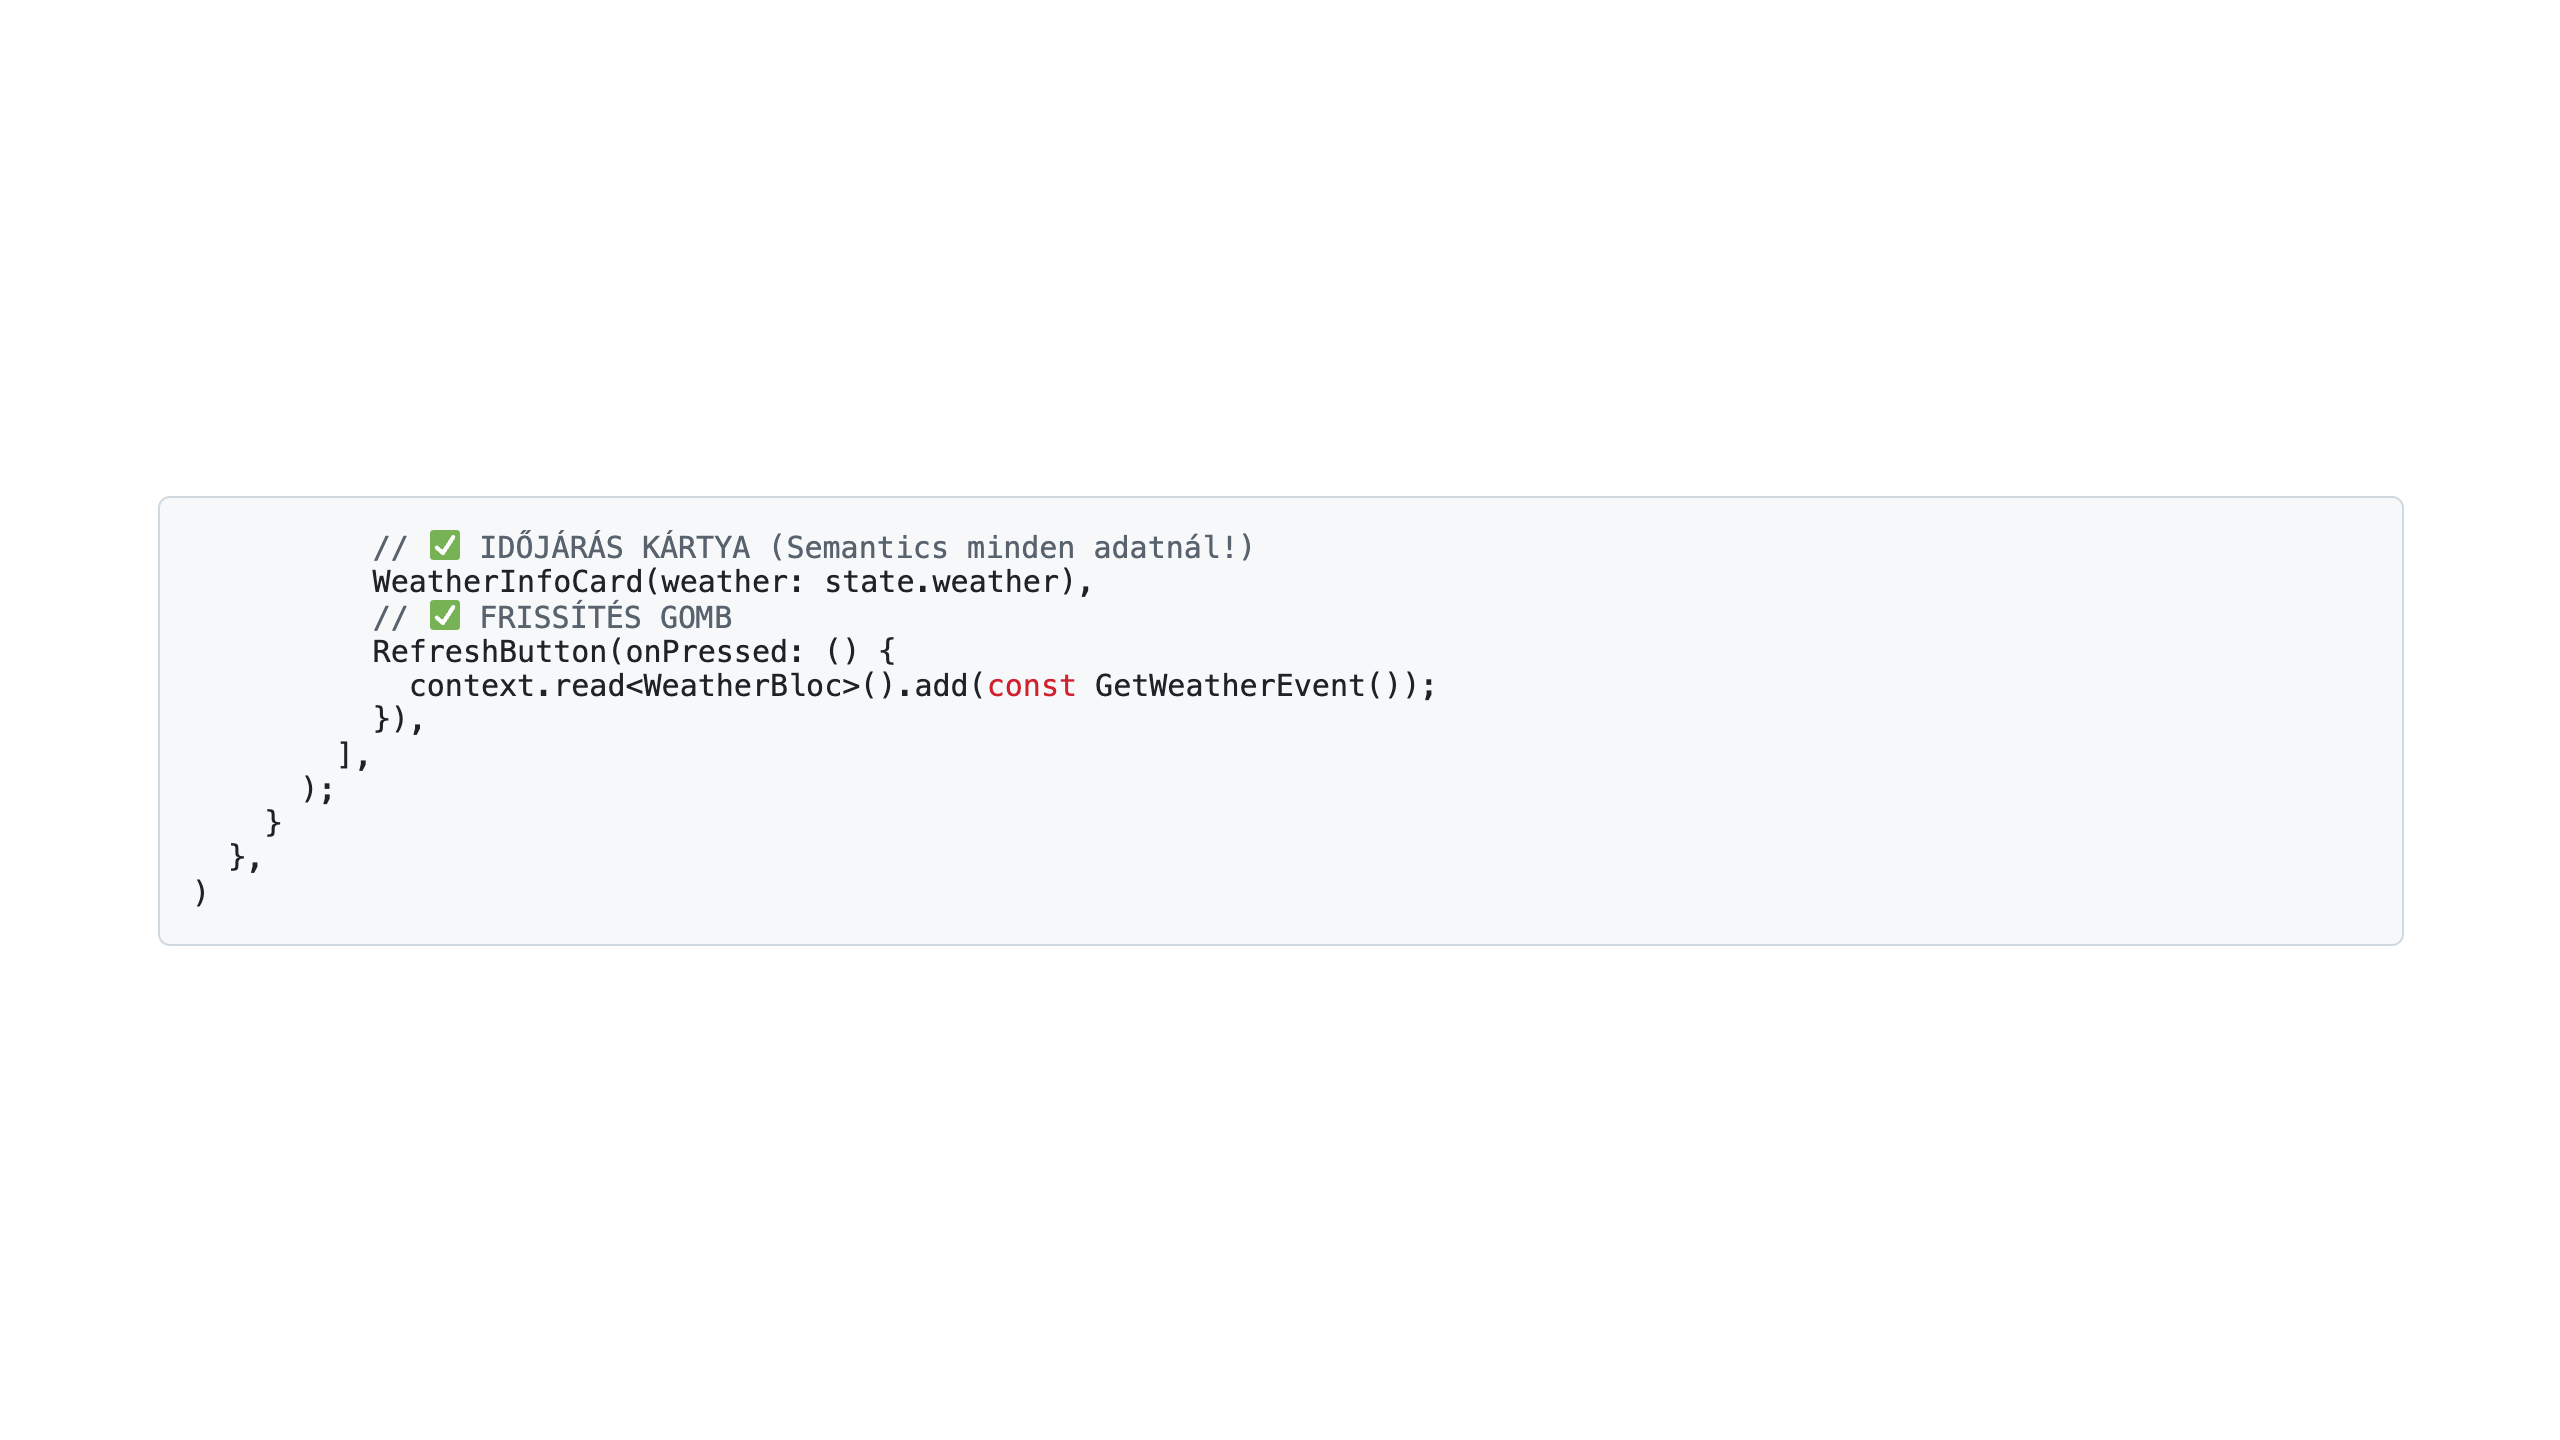 // ✅ IDŐJÁRÁS KÁRTYA (Semantics minden adatnál!)
WeatherInfoCard(weather: state.weather),
// ✅ FRISSÍTÉS GOMB
RefreshButton(onPressed: () {
context.read<WeatherBloc>().add(const GetWeatherEvent());
}),
],
);
}
},
)